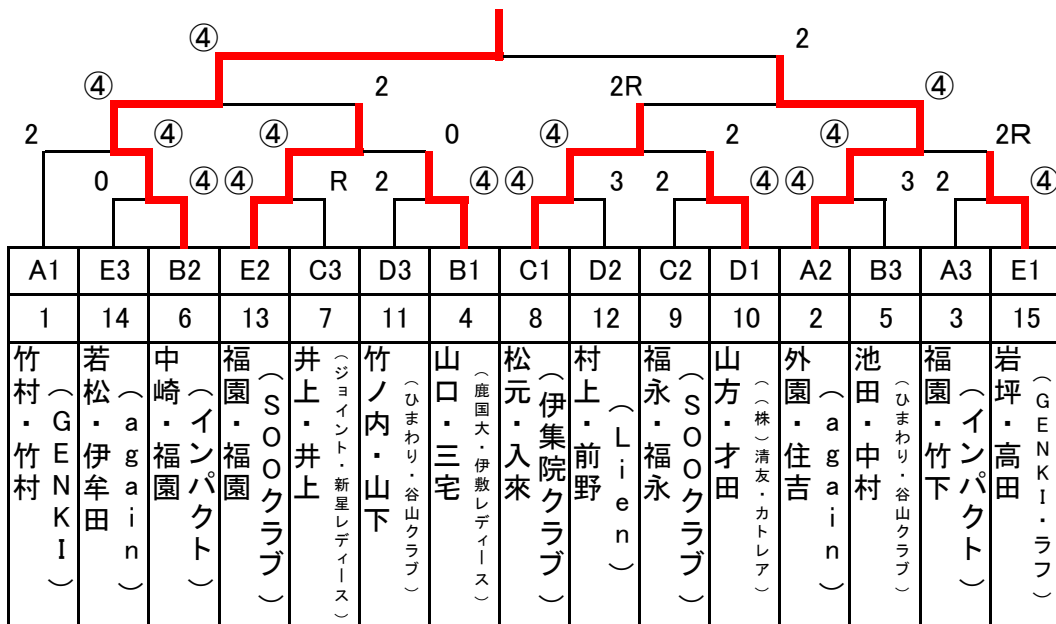 ④ 2
④ 2 2R ④
2 ④ ④ 0 ④ 2 ④ 2R
0 ④ ④ R 2 ④ ④ 3 2 ④ ④ 3 2 ④
A1 E3 B2 E2 C3 D3 B1 C1 D2 C2 D1 A2 B3 A3 E1
1 14 6 13 7 11 4 8 12 9 10 2 5 3 15
竹村・竹村
（GENKI）
若松・伊牟田
（again）
中崎・福園
（インパクト）
福園・福園
（SOOクラブ）
井上・井上
（ジョイント・新星レディース）
竹ノ内・山下
（ひまわり・谷山クラブ）
山口・三宅
（鹿国大・伊敷レディース）
松元・入來
（伊集院クラブ）
村上・前野
（Lien）
福永・福永
（SOOクラブ）
山方・才田
（（株）清友・カトレア）
外園・住吉
（again）
池田・中村
（ひまわり・谷山クラブ）
福園・竹下
（インパクト）
岩坪・高田
（GENKI・ラフ）